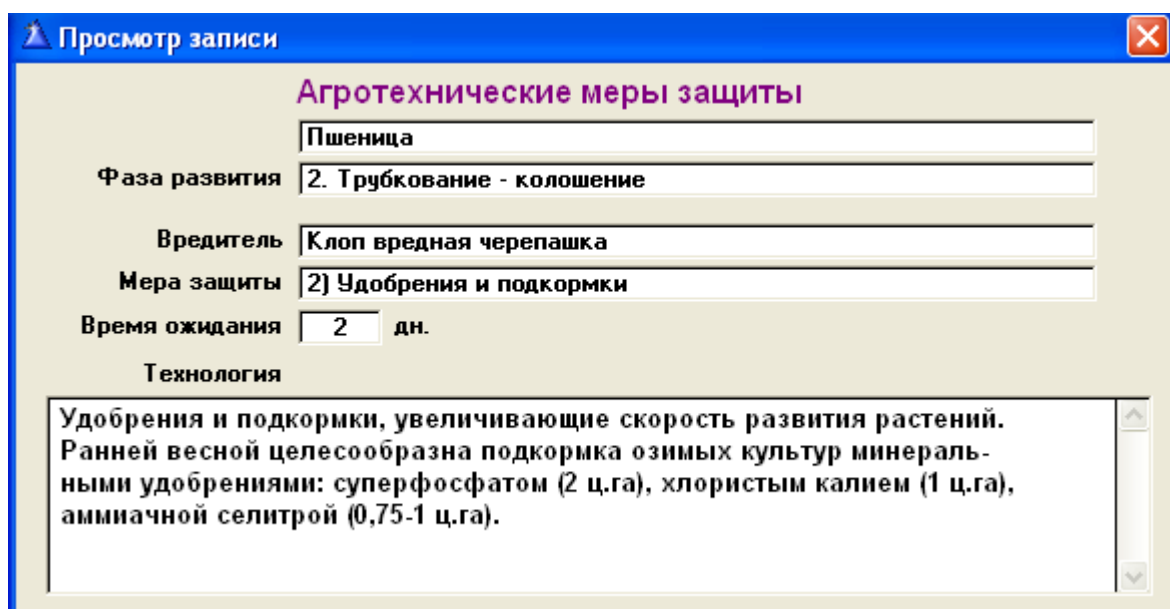 Просмотр записи
Агротехнические меры защиты
Пшеница
Фаза развития 2. Трубкование - колошение
Вредитель Клоп вредная черепашка
Мера защиты 2) Удобрения и подкормки
Время ожидания 2 дн.
Технология
Удобрения и подкормки, увеличивающие скорость развития растений.
Ранней весной целесообразна подкормка озимых культур минераль-
ными удобрениями: суперфосфатом (2 ц.га), хлористым калием (1 ц.га),
аммиачной селитрой (0,75-1 ц.га).